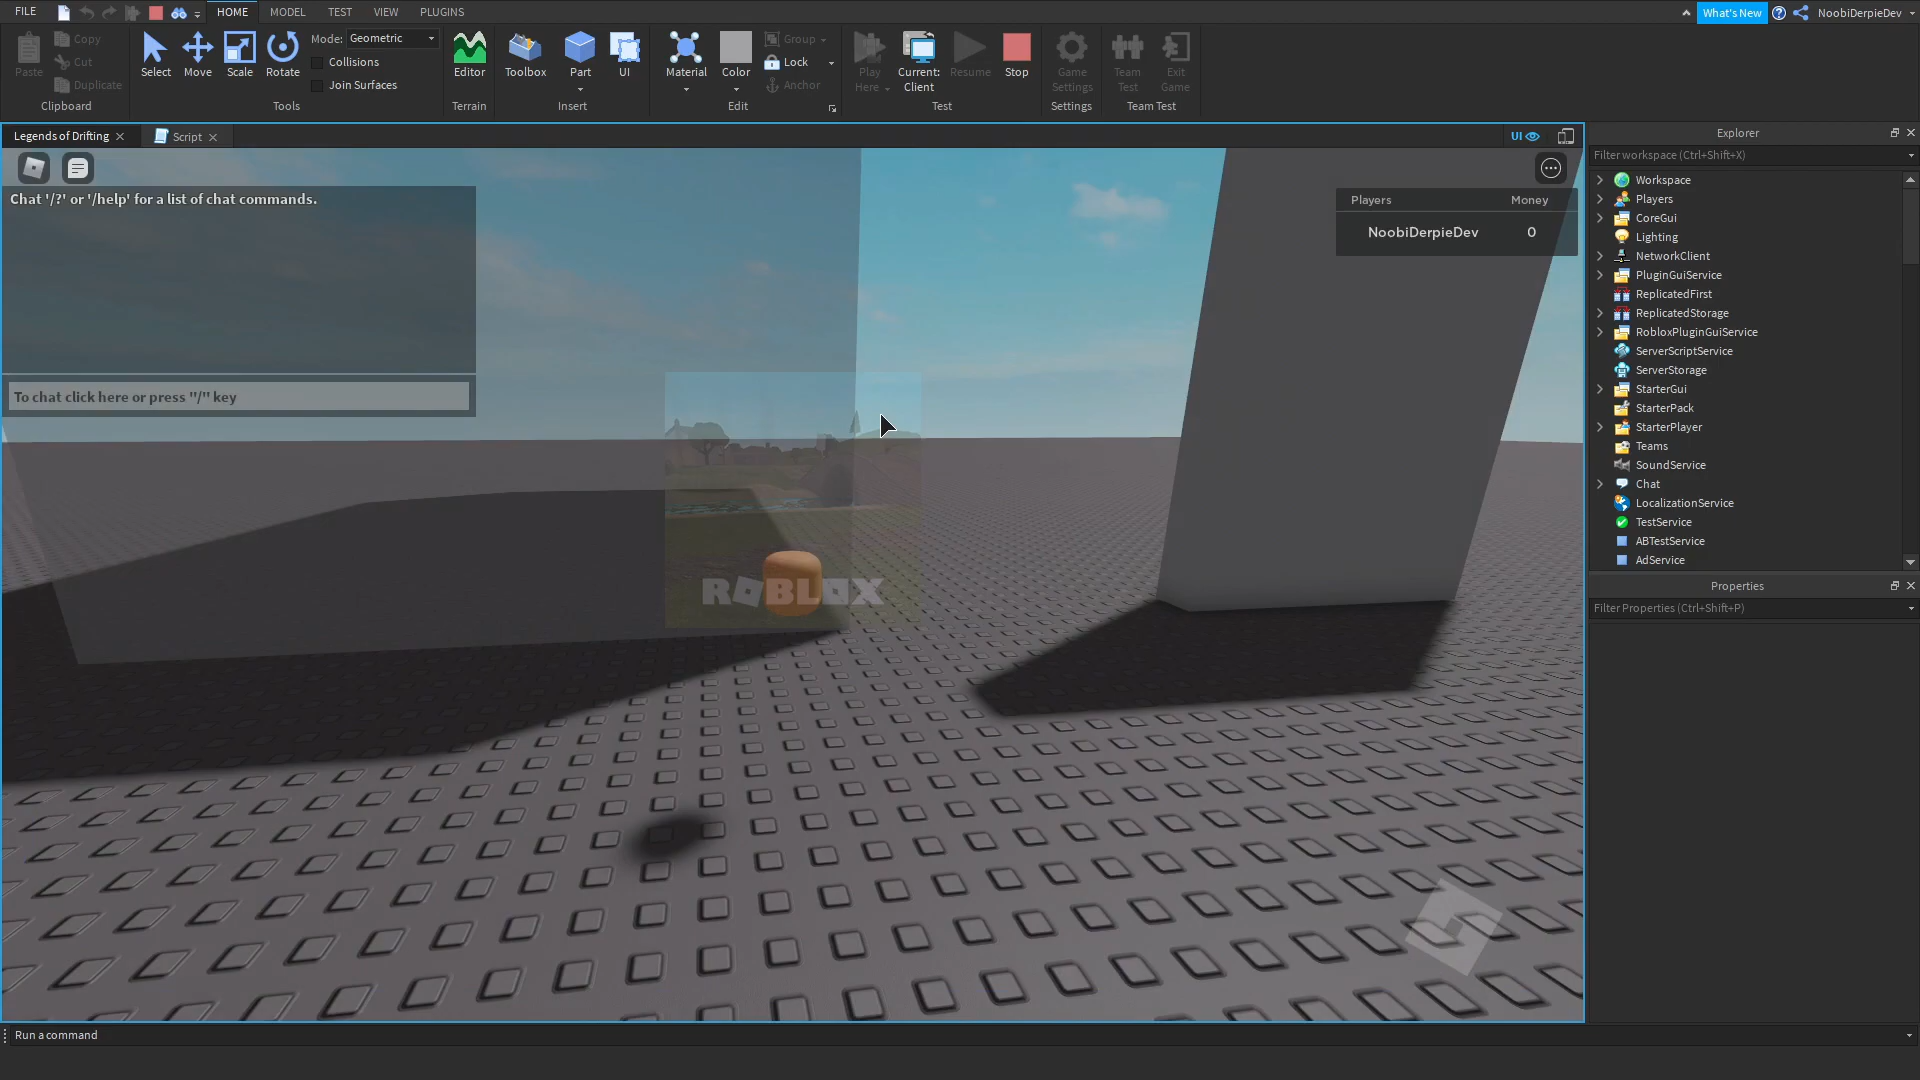 FILE HOME MODEL TEST VIEW PLUGINS What's New NoobiDerpieDev
Paste Copy Cut Duplicate Clipboard
Select Move Scale Rotate Mode: Geometric Collisions Join Surfaces Tools
Editor Terrain
Toolbox Part UI Insert
Material Color Group Lock Anchor Edit
Play Here Current: Client Resume Stop Test
Game Settings Settings
Team Test Exit Game Team Test
Legends of Drifting Script UI
Chat '/?' or '/help' for a list of chat commands.
To chat click here or press "/" key
Players Money
NoobiDerpieDev 0
ROBLOX
Explorer
Filter workspace (Ctrl+Shift+X)
Workspace
Players
CoreGui
Lighting
NetworkClient
PluginGuiService
ReplicatedFirst
ReplicatedStorage
RobloxPluginGuiService
ServerScriptService
ServerStorage
StarterGui
StarterPack
StarterPlayer
Teams
SoundService
Chat
LocalizationService
TestService
ABTestService
AdService
Properties
Filter Properties (Ctrl+Shift+P)
Run a command